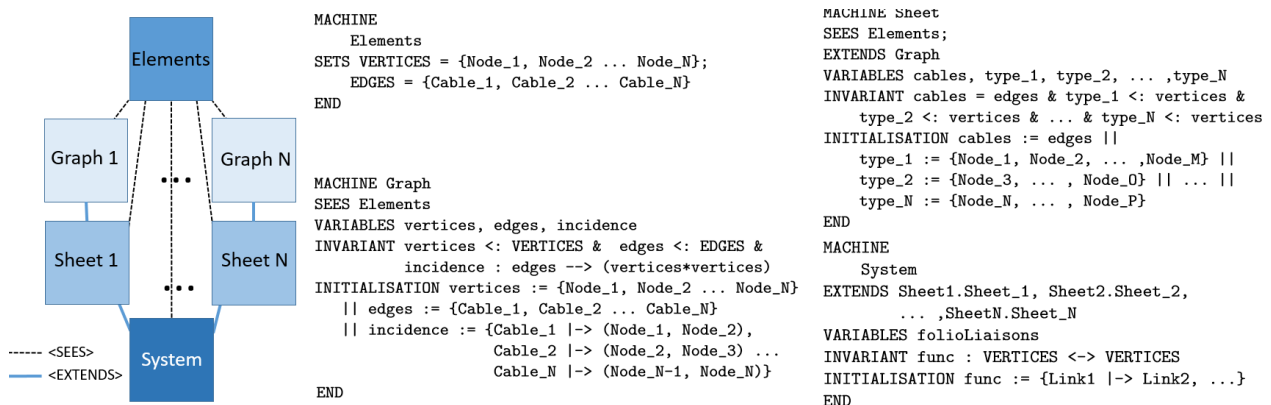 Elements
Graph 1
Graph N
...
Sheet 1
Sheet N
...
System
<SEES>
<EXTENDS>
MACHINE
Elements
SETS VERTICES = {Node_1, Node_2 ... Node_N};
EDGES = {Cable_1, Cable_2 ... Cable_N}
END
MACHINE Graph
SEES Elements
VARIABLES vertices, edges, incidence
INVARIANT vertices <: VERTICES & edges <: EDGES &
incidence : edges --> (vertices*vertices)
INITIALISATION vertices := {Node_1, Node_2 ... Node_N}
|| edges := {Cable_1, Cable_2 ... Cable_N}
|| incidence := {Cable_1 |-> (Node_1, Node_2),
Cable_2 |-> (Node_2, Node_3) ...
Cable_N |-> (Node_N-1, Node_N)}
END
MACHINE Sheet
SEES Elements;
EXTENDS Graph
VARIABLES cables, type_1, type_2, ... ,type_N
INVARIANT cables = edges & type_1 <: vertices &
type_2 <: vertices & ... & type_N <: vertices
INITIALISATION cables := edges ||
type_1 := {Node_1, Node_2, ... ,Node_M} ||
type_2 := {Node_3, ... , Node_O} || ... ||
type_N := {Node_N, ... , Node_P}
END
MACHINE
System
EXTENDS Sheet1.Sheet_1, Sheet2.Sheet_2,
... ,SheetN.Sheet_N
VARIABLES folioLiaisons
INVARIANT func : VERTICES <-> VERTICES
INITIALISATION func := {Link1 |-> Link2, ...}
END